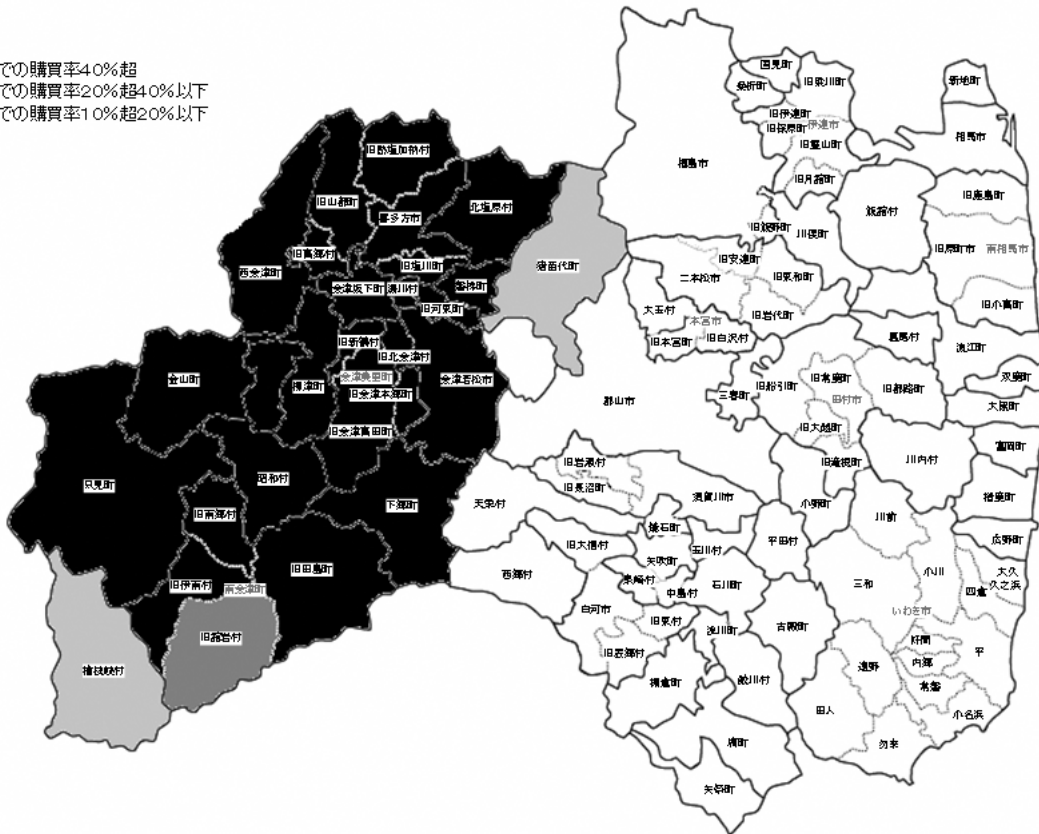 での購買率40%超
での購買率20%超40%以下
での購買率10%超20%以下
国見町
桑折町
旧梁川町
新地町
旧伊達町
旧保原町
伊達市
旧霊山町
相馬市
旧熱塩加納村
福島市
旧月舘町
旧鹿島町
旧山都町
北塩原村
喜多方市
飯舘村
旧飯野町
川俣町
旧高郷村
旧原町市
南相馬市
西会津町
旧塩川町
猪苗代町
旧安達町
二本松市
旧東和町
会津坂下町
湯川村
磐梯町
旧河東町
大玉村
旧岩代町
旧小高町
本宮市
旧本宮町
旧白沢村
葛尾村
浪江町
旧新鶴村
旧北会津村
金山町
柳津町
会津美里町
会津若松市
旧会津本郷町
旧会津高田町
郡山市
三春町
旧船引町
旧常葉町
田村市
旧都路町
双葉町
大熊町
旧大越町
富岡町
旧滝根町
川内村
只見町
昭和村
旧岩瀬村
旧長沼町
須賀川市
下郷町
天栄村
小野町
楢葉町
旧南郷村
川前
鏡石町
旧大信村
矢吹町
玉川村
平田村
広野町
旧田島町
西郷村
泉崎村
中島村
石川町
旧伊南村
南会津町
三和
小川
大久
久之浜
四倉
白河市
旧東村
浅川町
古殿町
いわき市
旧舘岩村
旧表郷村
好間
内郷
平
檜枝岐村
棚倉町
鮫川村
遠野
常磐
田人
小名浜
塙町
勿来
矢祭町